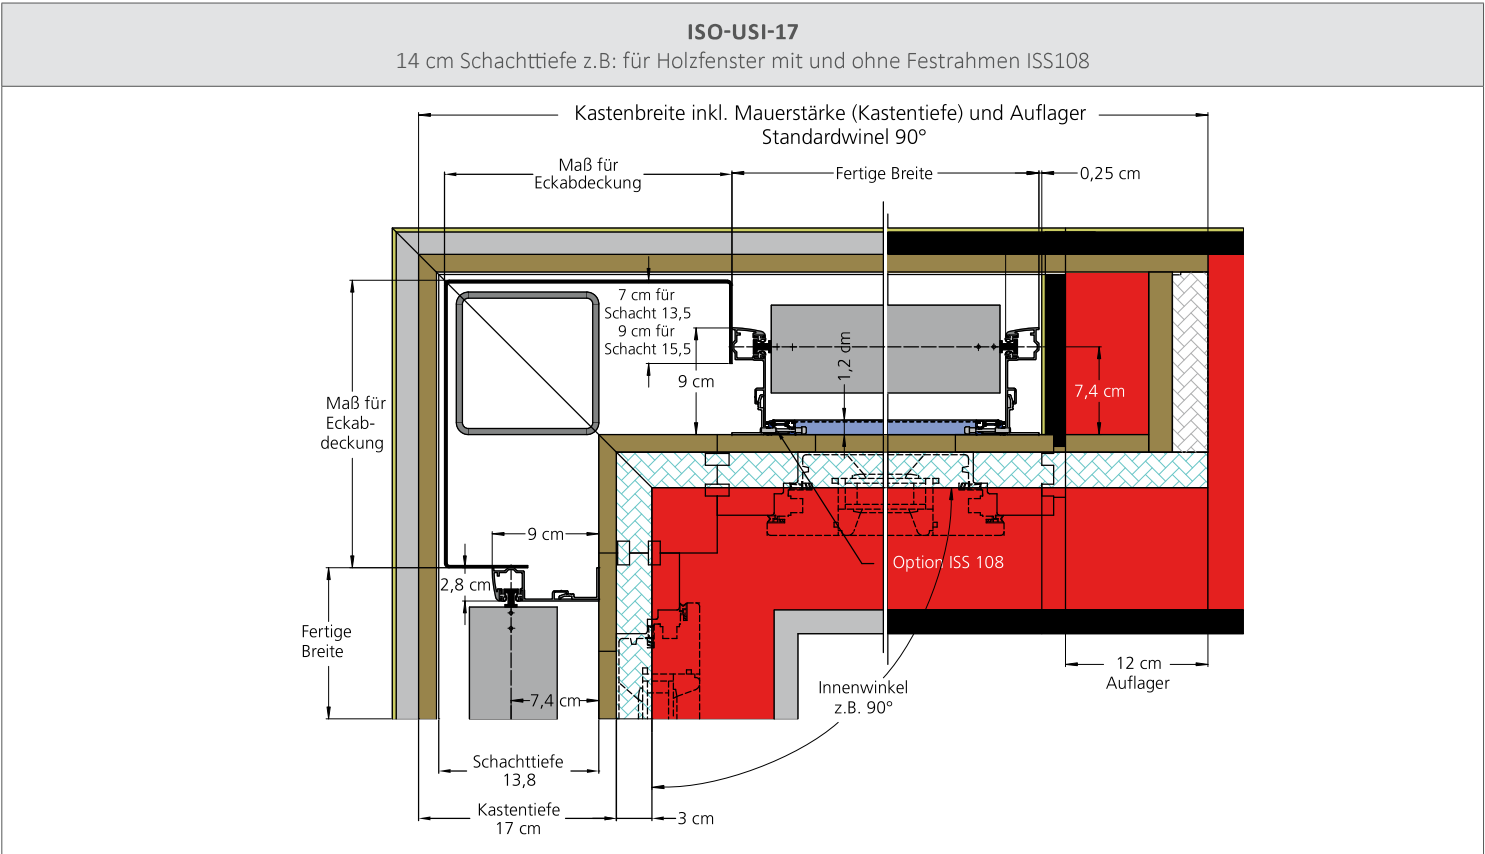 ISO-USI-17
14 cm Schachttiefe z.B: für Holzfenster mit und ohne Festrahmen ISS108
Kastenbreite inkl. Mauerstärke (Kastentiefe) und Auflager
Standardwinel 90°
Maß für
Eckabdeckung
Fertige Breite
0,25 cm
7 cm für
Schacht 13,5
9 cm für
Schacht 15,5
9 cm
1,2 cm
7,4 cm
Maß für
Eckab-
deckung
9 cm
2,8 cm
Option ISS 108
Fertige
Breite
7,4 cm
Innenwinkel
z.B. 90°
12 cm
Auflager
Schachttiefe
13,8
Kastentiefe
17 cm
3 cm